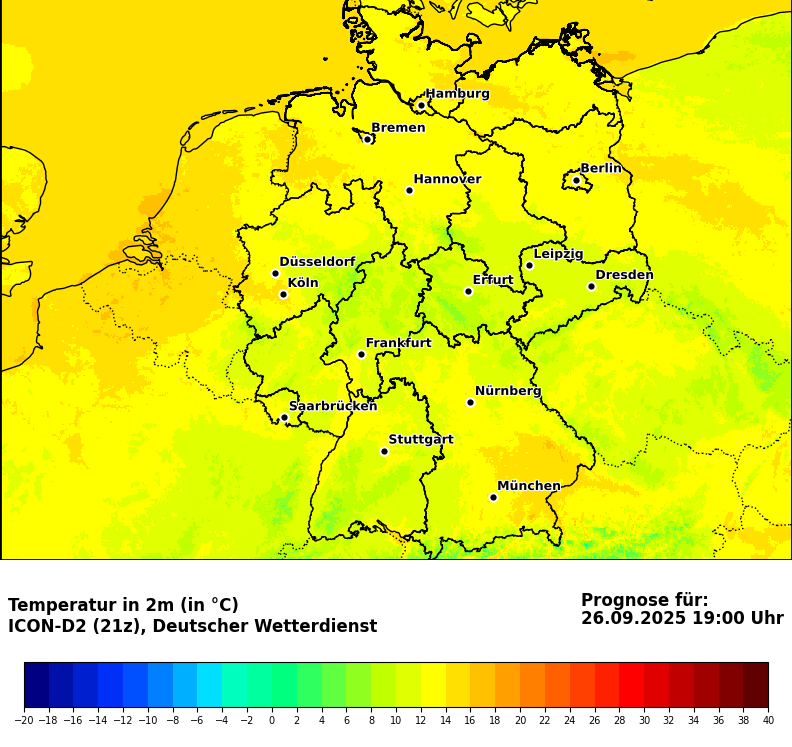 Hamburg
Bremen
Berlin
Hannover
Leipzig
Düsseldorf
Dresden
Köln
Erfurt
Frankfurt
Nürnberg
Saarbrücken
Stuttgart
München
Temperatur in 2m (in °C)
ICON-D2 (21z), Deutscher Wetterdienst
Prognose für:
26.09.2025 19:00 Uhr
−20 −18 −16 −14 −12 −10 −8 −6 −4 −2 0 2 4 6 8 10 12 14 16 18 20 22 24 26 28 30 32 34 36 38 40